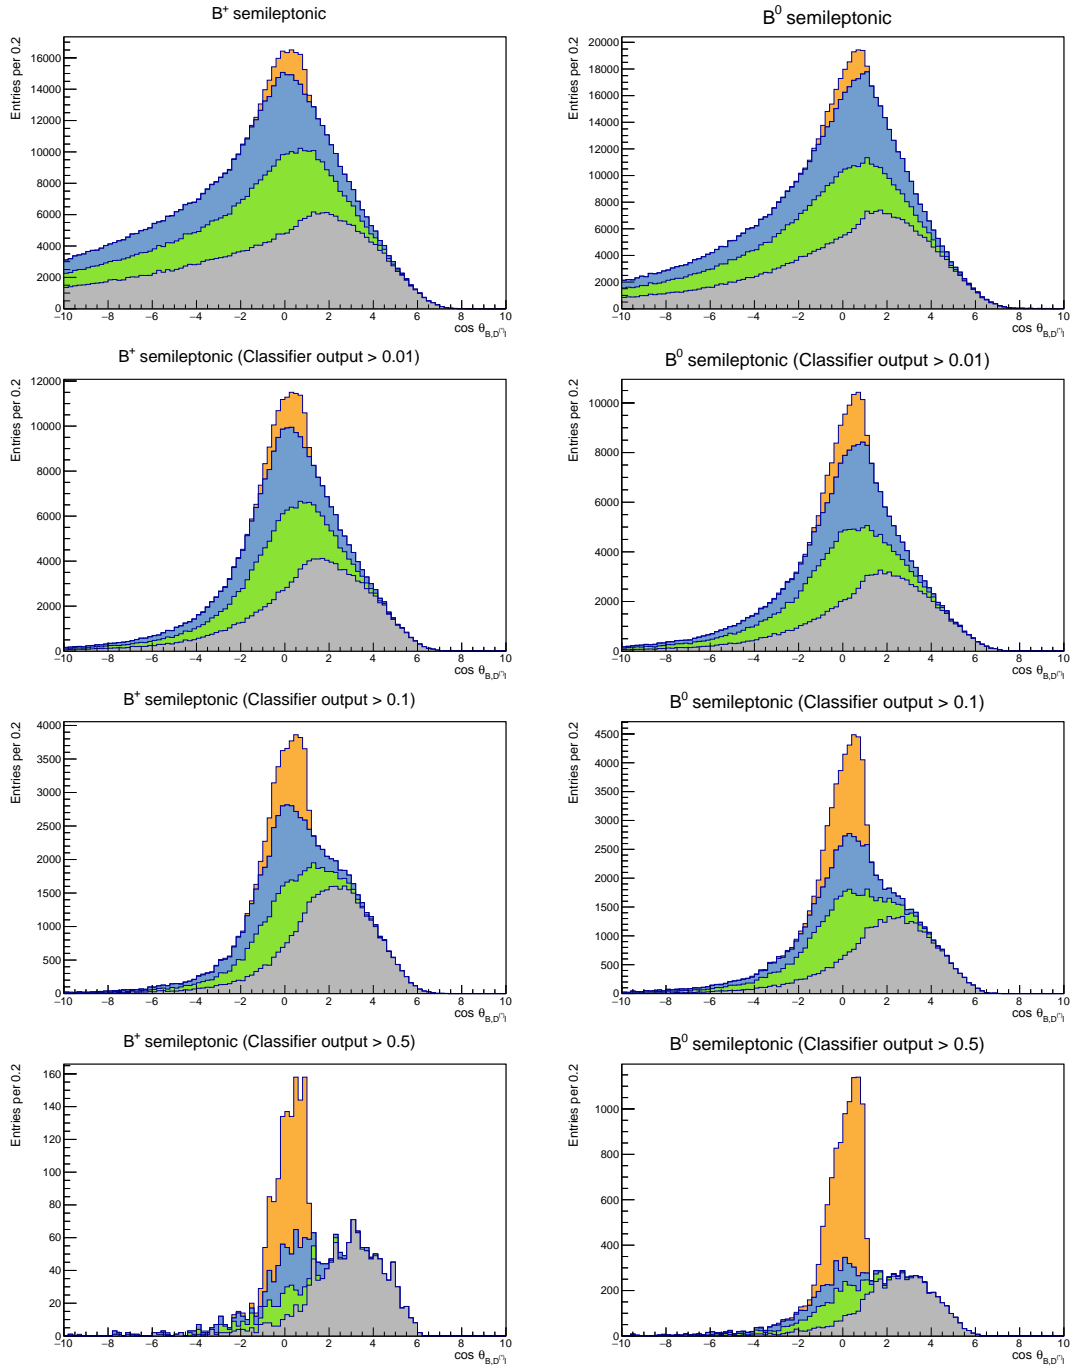 B⁺ semileptonic
Entries per 0.2
16000
14000
12000
10000
8000
6000
4000
2000
0
−10 −8 −6 −4 −2 0 2 4 6 8 10
cos θ_B,D(*)l
B⁰ semileptonic
Entries per 0.2
20000
18000
16000
14000
12000
10000
8000
6000
4000
2000
0
−10 −8 −6 −4 −2 0 2 4 6 8 10
cos θ_B,D(*)l
B⁺ semileptonic (Classifier output > 0.01)
Entries per 0.2
12000
10000
8000
6000
4000
2000
0
−10 −8 −6 −4 −2 0 2 4 6 8 10
cos θ_B,D(*)l
B⁰ semileptonic (Classifier output > 0.01)
Entries per 0.2
10000
8000
6000
4000
2000
0
−10 −8 −6 −4 −2 0 2 4 6 8 10
cos θ_B,D(*)l
B⁺ semileptonic (Classifier output > 0.1)
Entries per 0.2
4000
3500
3000
2500
2000
1500
1000
500
0
−10 −8 −6 −4 −2 0 2 4 6 8 10
cos θ_B,D(*)l
B⁰ semileptonic (Classifier output > 0.1)
Entries per 0.2
4500
4000
3500
3000
2500
2000
1500
1000
500
0
−10 −8 −6 −4 −2 0 2 4 6 8 10
cos θ_B,D(*)l
B⁺ semileptonic (Classifier output > 0.5)
Entries per 0.2
160
140
120
100
80
60
40
20
0
−10 −8 −6 −4 −2 0 2 4 6 8 10
cos θ_B,D(*)l
B⁰ semileptonic (Classifier output > 0.5)
Entries per 0.2
1000
800
600
400
200
0
−10 −8 −6 −4 −2 0 2 4 6 8 10
cos θ_B,D(*)l